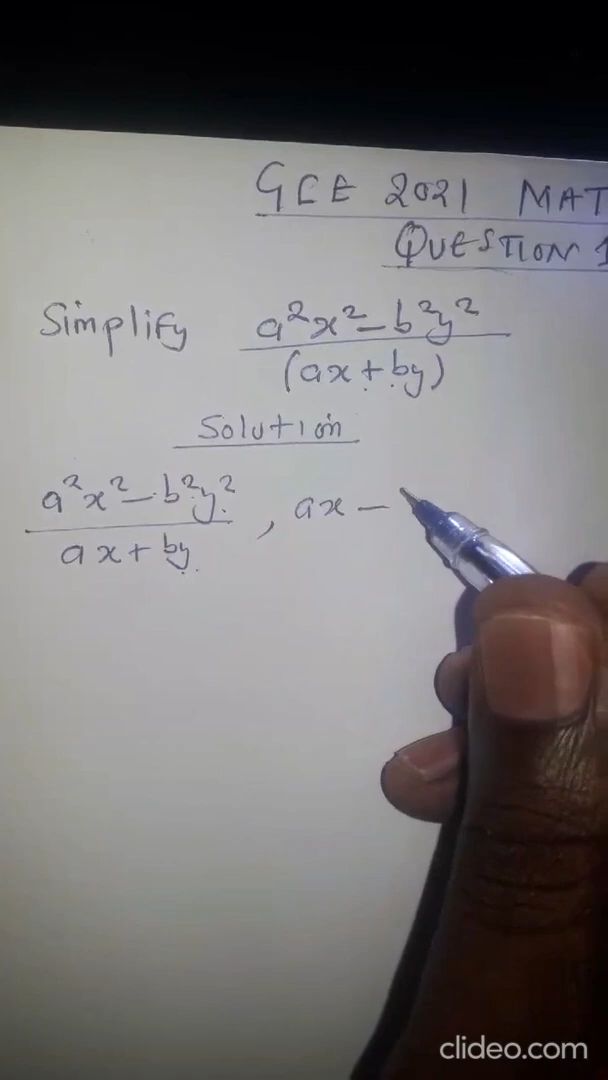 GCE 2021 MAT
QUESTION 1
Simplify a²x² - b²y² / (ax + by)
Solution
a²x² - b²y² / ax + by , ax -
clideo.com